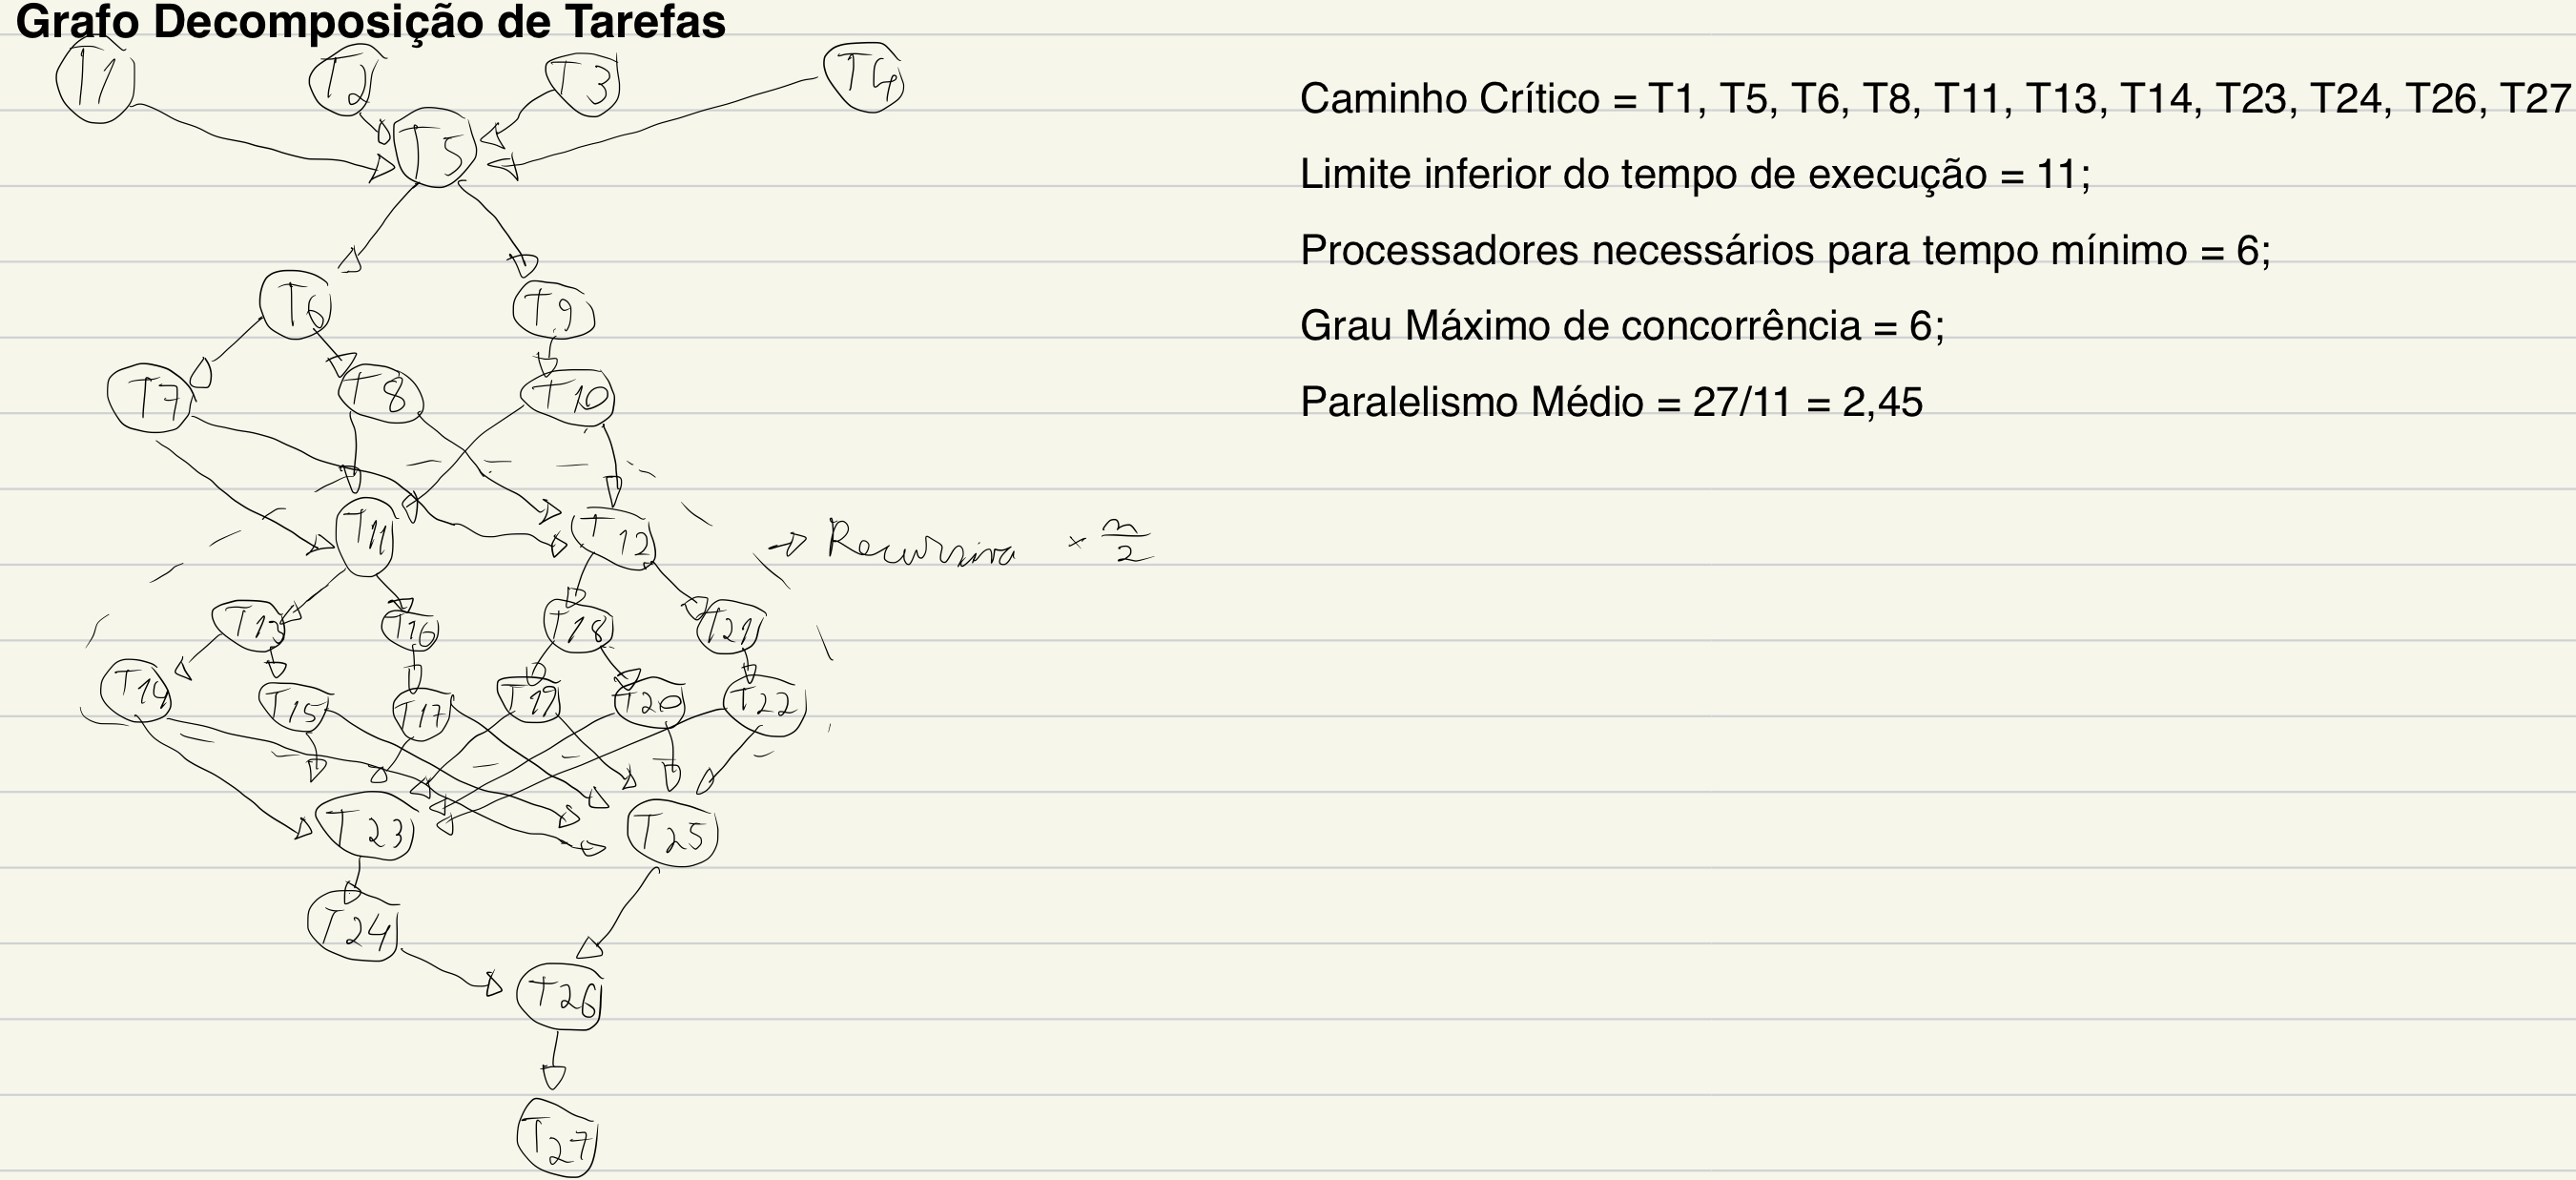 Grafo Decomposição de Tarefas
T1 T2 T3 T4
Caminho Crítico = T1, T5, T6, T8, T11, T13, T14, T23, T24, T26, T27
T5
Limite inferior do tempo de execução = 11;
Processadores necessários para tempo mínimo = 6;
T6 T9
Grau Máximo de concorrência = 6;
T7 T8 T10
Paralelismo Médio = 27/11 = 2,45
T11 T12 → Recursiva × n/2
T13 T16 T18 T21
T14 T15 T17 T19 T20 T22
T23 T25
T24
T26
T27